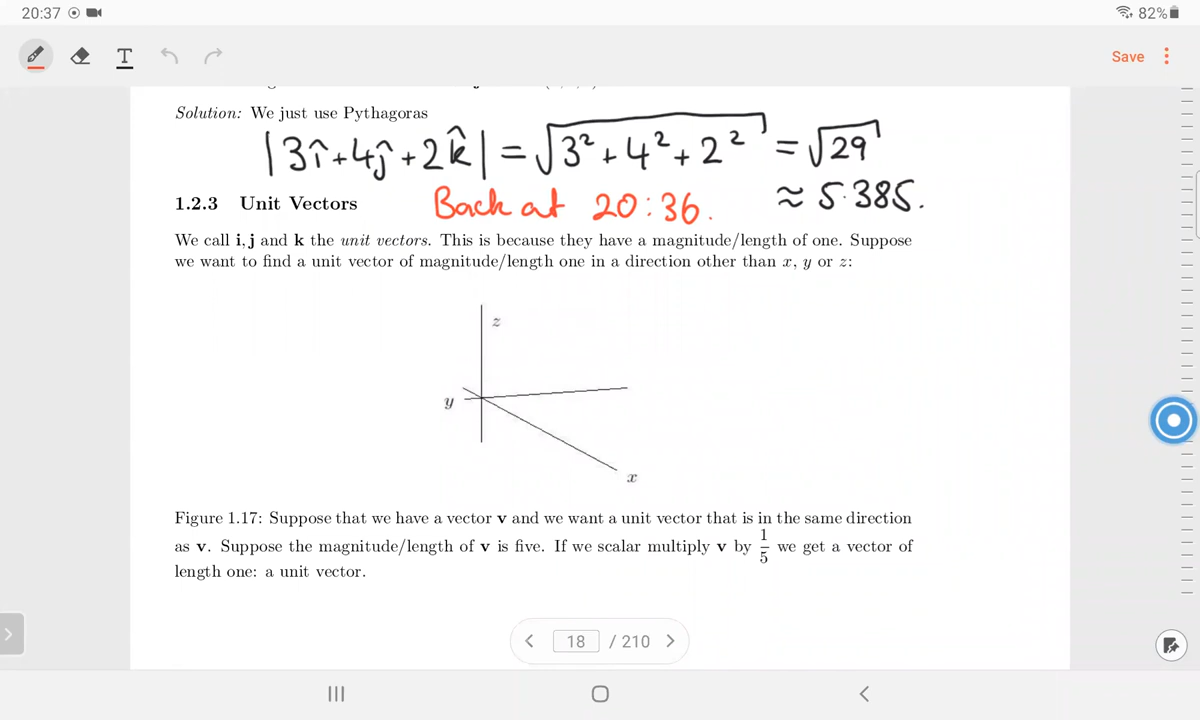 20:37 82%
T Save
Solution: We just use Pythagoras
|3î+4ĵ+2k̂| = √3²+4²+2² = √29
≈ 5.385.
1.2.3 Unit Vectors
Back at 20:36.
We call i, j and k the unit vectors. This is because they have a magnitude/length of one. Suppose
we want to find a unit vector of magnitude/length one in a direction other than x, y or z:
z
y
x
Figure 1.17: Suppose that we have a vector v and we want a unit vector that is in the same direction
as v. Suppose the magnitude/length of v is five. If we scalar multiply v by 1/5 we get a vector of
length one: a unit vector.
18 / 210